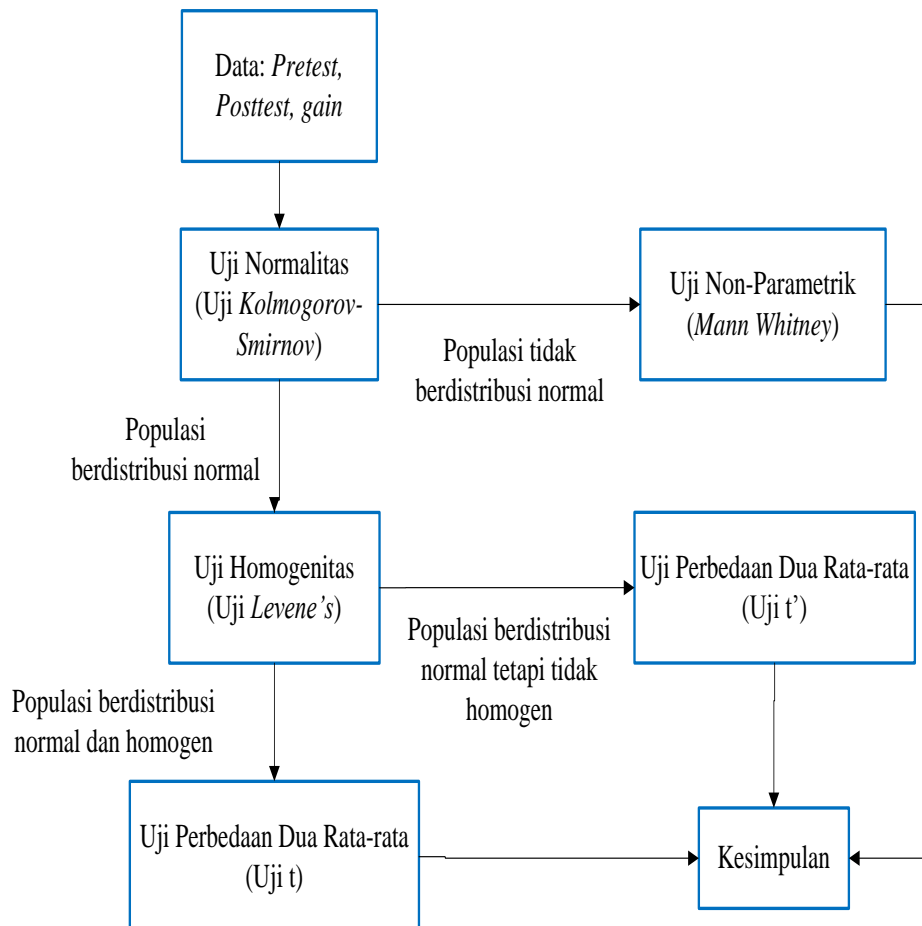 Data: Pretest,
Posttest, gain
Uji Normalitas
(Uji Kolmogorov-
Smirnov)
Uji Non-Parametrik
(Mann Whitney)
Populasi tidak
berdistribusi normal
Populasi
berdistribusi normal
Uji Homogenitas
(Uji Levene’s)
Uji Perbedaan Dua Rata-rata
(Uji t’)
Populasi berdistribusi
normal tetapi tidak
homogen
Populasi berdistribusi
normal dan homogen
Uji Perbedaan Dua Rata-rata
(Uji t)
Kesimpulan